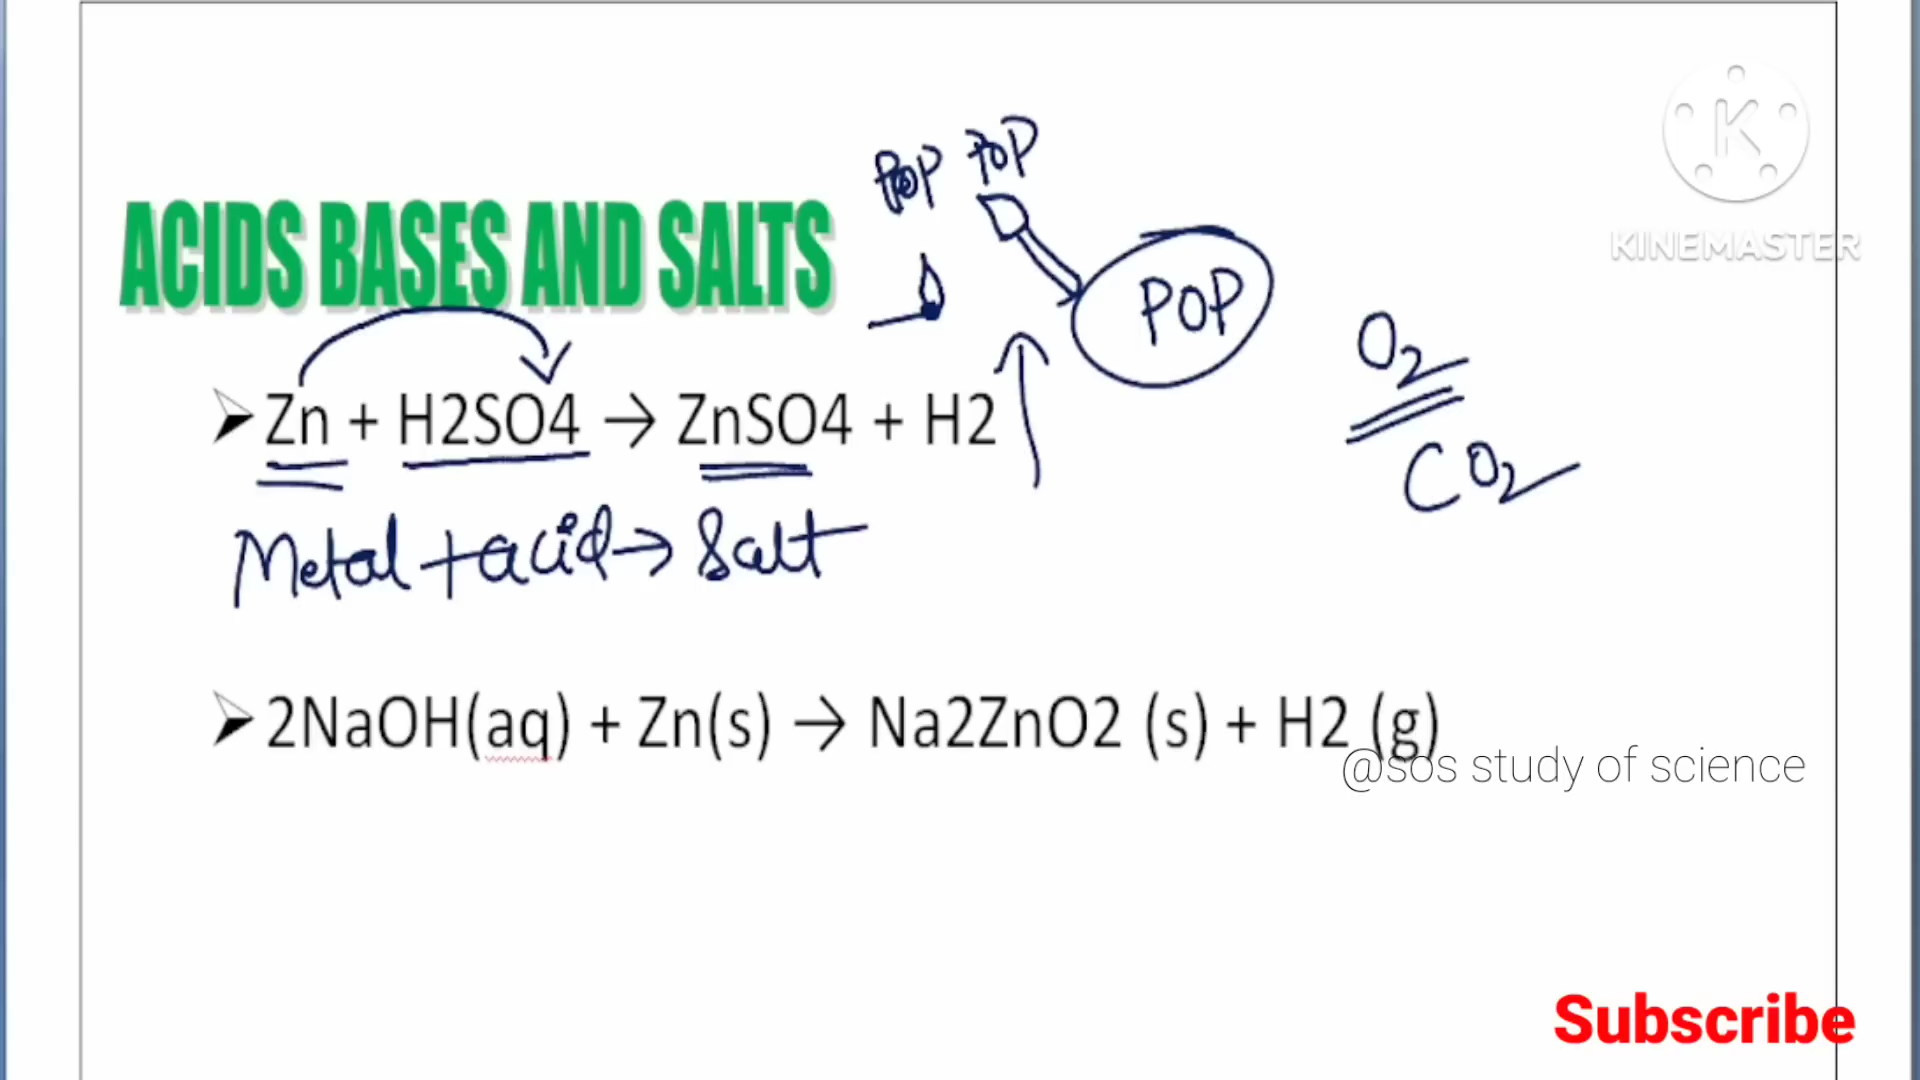 POP POP
K
KINEMASTER
ACIDS BASES AND SALTS
POP
O2
Zn + H2SO4 → ZnSO4 + H2
CO2
Metal + acid → Salt
2NaOH(aq) + Zn(s) → Na2ZnO2 (s) + H2 (g)
@sos study of science
Subscribe